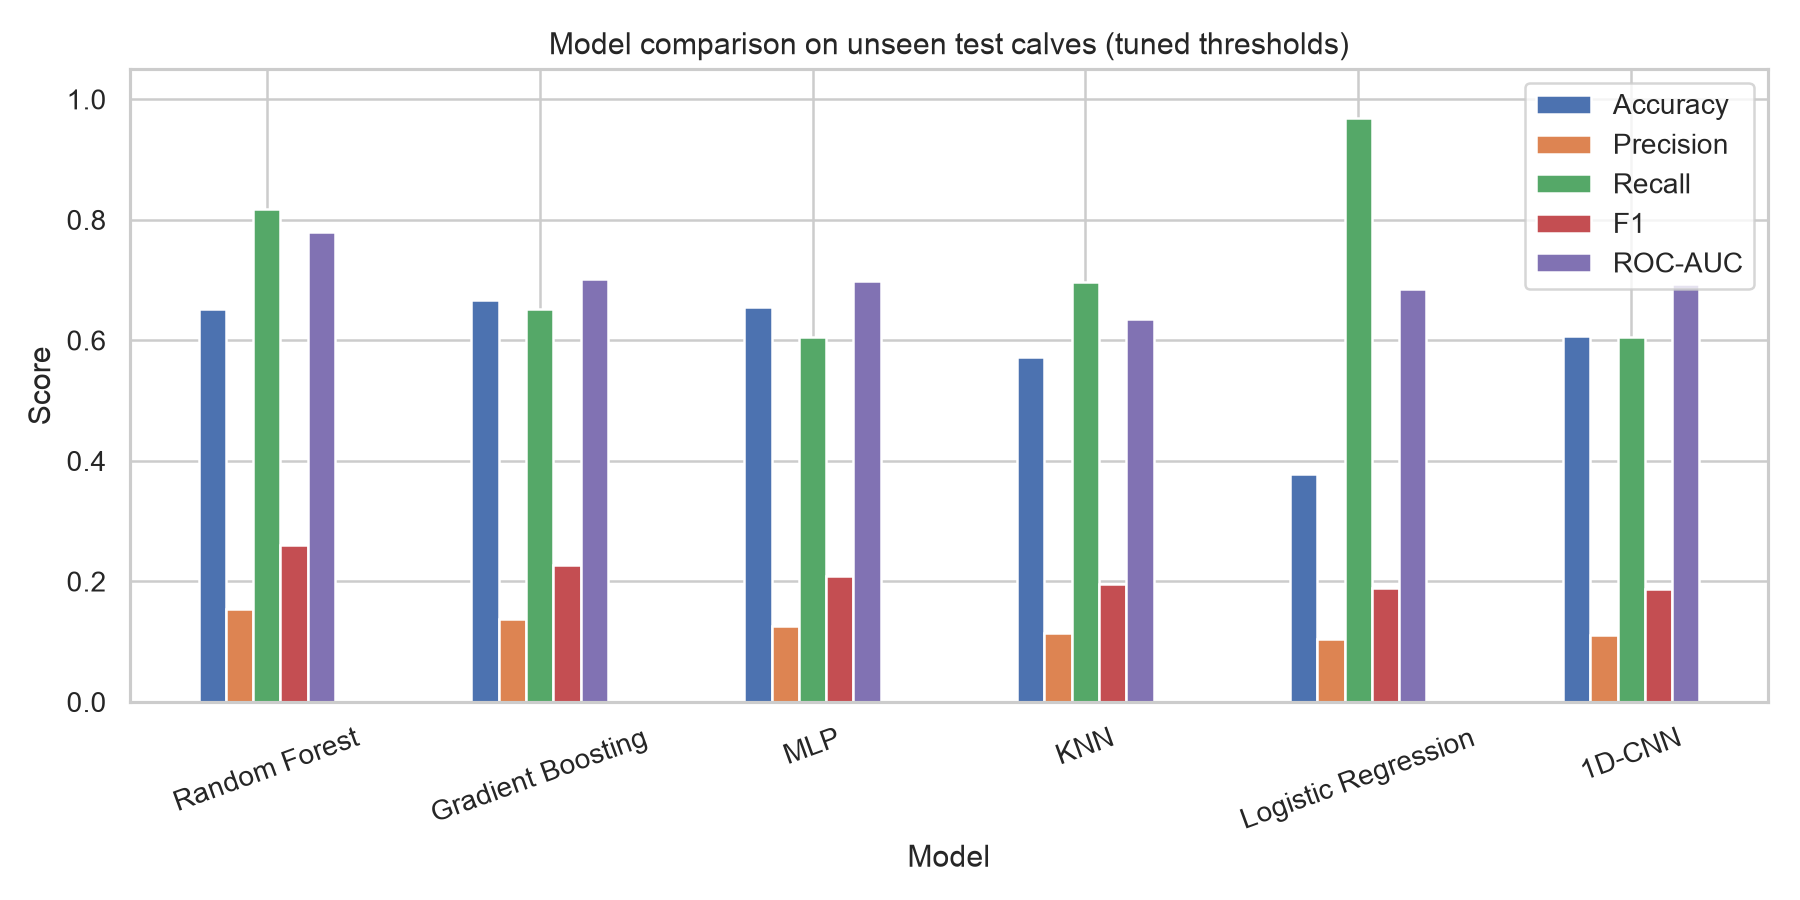 Model comparison on unseen test calves (tuned thresholds)
1.0
0.8
0.6
0.4
0.2
0.0
Score
Accuracy
Precision
Recall
F1
ROC-AUC
Random Forest
Gradient Boosting
MLP
KNN
Logistic Regression
1D-CNN
Model